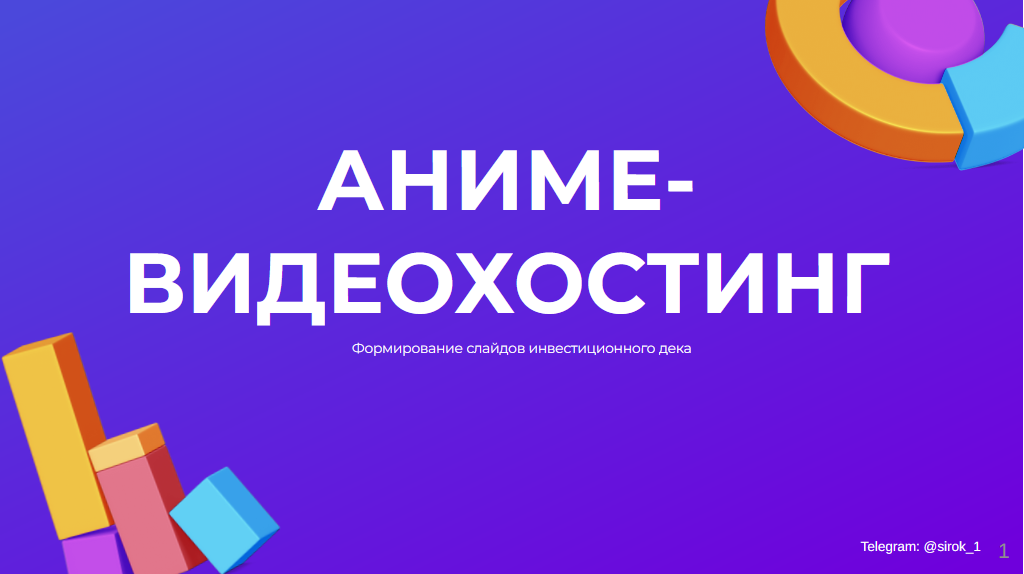 АНИМЕ-
ВИДЕОХОСТИНГ
Формирование слайдов инвестиционного дека
Telegram: @sirok_1
1